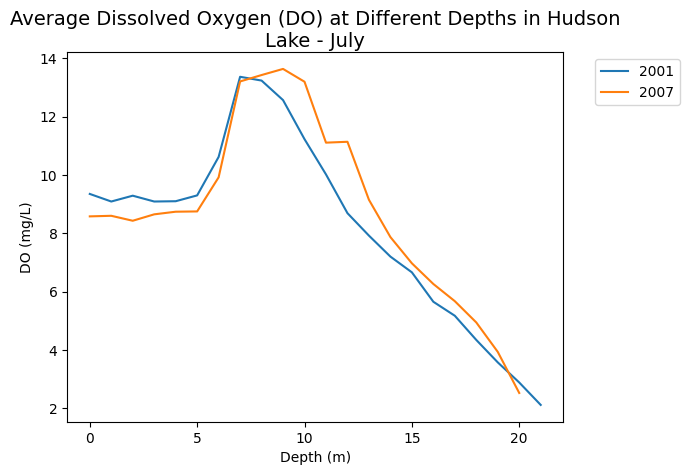 Average Dissolved Oxygen (DO) at Different Depths in Hudson
Lake - July
2001
2007
DO (mg/L)
14
12
10
8
6
4
2
0 5 10 15 20
Depth (m)